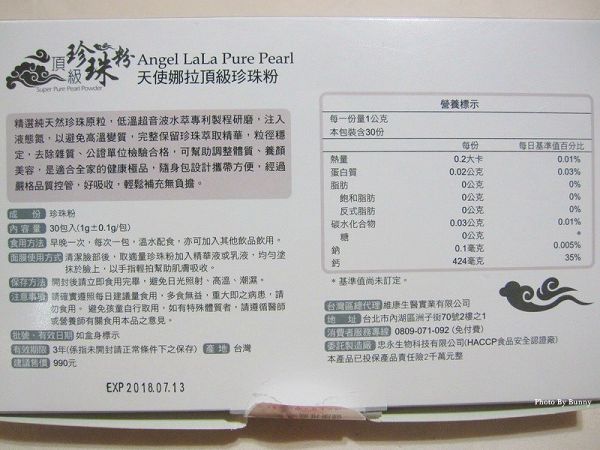 頂級 珍珠粉
Super Pure Pearl Powder
Angel LaLa Pure Pearl
天使娜拉頂級珍珠粉
精選純天然珍珠原粒，低溫超音波水萃專利製程研磨，注入
液態氮，以避免高溫變質，完整保留珍珠萃取精華，粒徑穩
定，去除雜質、公證單位檢驗合格，可幫助調整體質、養顏
美容，是適合全家的健康極品，隨身包設計攜帶方便，經過
嚴格品質控管，好吸收，輕鬆補充無負擔。
成 份 珍珠粉
內 容 量 30包入(1g±0.1g/包)
食用方法 早晚一次，每次一包，溫水配食，亦可加入其他飲品飲用。
面膜使用方式 清潔臉部後，取適量珍珠粉加入精華液或乳液，均勻塗
抹於臉上，以手指輕拍幫助肌膚吸收。
保存方法 開封後請立即食用完畢，避免日光照射、高溫、潮濕。
注意事項 請確實遵照每日建議量食用，多食無益，重大即之病患，請
勿食用。避免孩童自行取用，如有特殊體質者，請遵循醫師
或營養師有關食用本品之意見。
批號、有效日期 如盒身標示
有效期限 3年(係指未開封請正常條件下之保存) 產 地 台灣
建議售價 990元
EXP 2018.07.13
營養標示
每一份量1公克
本包裝含30份
每份 每日基準值百分比
熱量 0.2大卡 0.01%
蛋白質 0.02公克 0.03%
脂肪 0公克 0%
飽和脂肪 0公克 0%
反式脂肪 0公克 0%
碳水化合物 0.03公克 0.01%
糖 0公克 *
鈉 0.1毫克 0.005%
鈣 424毫克 35%
* 基準值尚未訂定。
台灣區總代理 維康生醫實業有限公司
地 址 台北市內湖區洲子街70號2樓之1
消費者服務專線 0809-071-092 (免付費)
委託製造廠 忠永生物科技有限公司(HACCP食品安全認證廠)
本產品已投保產品責任險2千萬元整
Photo By Bunny